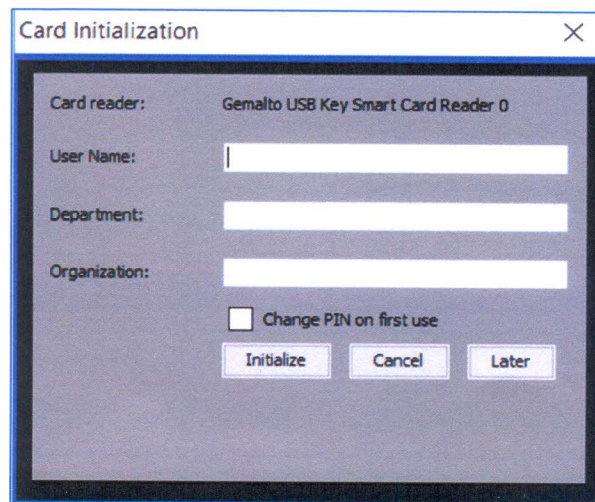 Card Initialization
Card reader: Gemalto USB Key Smart Card Reader 0
User Name:
Department:
Organization:
Change PIN on first use
Initialize Cancel Later